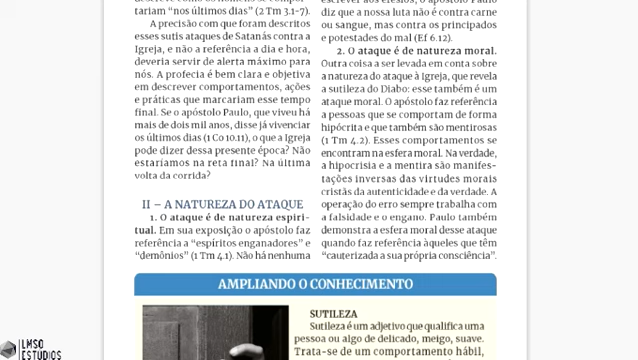 tariam “nos últimos dias” (2 Tm 3.1-7).
A precisão com que foram descritos
esses sutis ataques de Satanás contra a
Igreja, e não a referência a dia e hora,
deveria servir de alerta máximo para
nós. A profecia é bem clara e objetiva
em descrever comportamentos, ações
e práticas que marcariam esse tempo
final. Se o apóstolo Paulo, que viveu há
mais de dois mil anos, disse já vivenciar
os últimos dias (1 Co 10.11), o que a Igreja
pode dizer dessa presente época? Não
estaríamos na reta final? Na última
volta da corrida?
II – A NATUREZA DO ATAQUE
1. O ataque é de natureza espiri-
tual. Em sua exposição o apóstolo faz
referência a “espíritos enganadores” e
“demônios” (1 Tm 4.1). Não há nenhuma
escrever aos efésios, o apóstolo Paulo
diz que a nossa luta não é contra carne
ou sangue, mas contra os principados
e potestades do mal (Ef 6.12).
2. O ataque é de natureza moral.
Outra coisa a ser levada em conta sobre
a natureza do ataque à Igreja, que revela
a sutileza do Diabo: esse também é um
ataque moral. O apóstolo faz referência
a pessoas que se comportam de forma
hipócrita e que também são mentirosas
(1 Tm 4.2). Esses comportamentos se
encontram na esfera moral. Na verdade,
a hipocrisia e a mentira são manifes-
tações inversas das virtudes morais
cristãs da autenticidade e da verdade. A
operação do erro sempre trabalha com
a falsidade e o engano. Paulo também
demonstra a esfera moral desse ataque
quando faz referência àqueles que têm
“cauterizada a sua própria consciência”.
AMPLIANDO O CONHECIMENTO
SUTILEZA
Sutileza é um adjetivo que qualifica uma
pessoa ou algo de delicado, meigo, suave.
Trata-se de um comportamento hábil,
LMSO
ESTÚDIOS